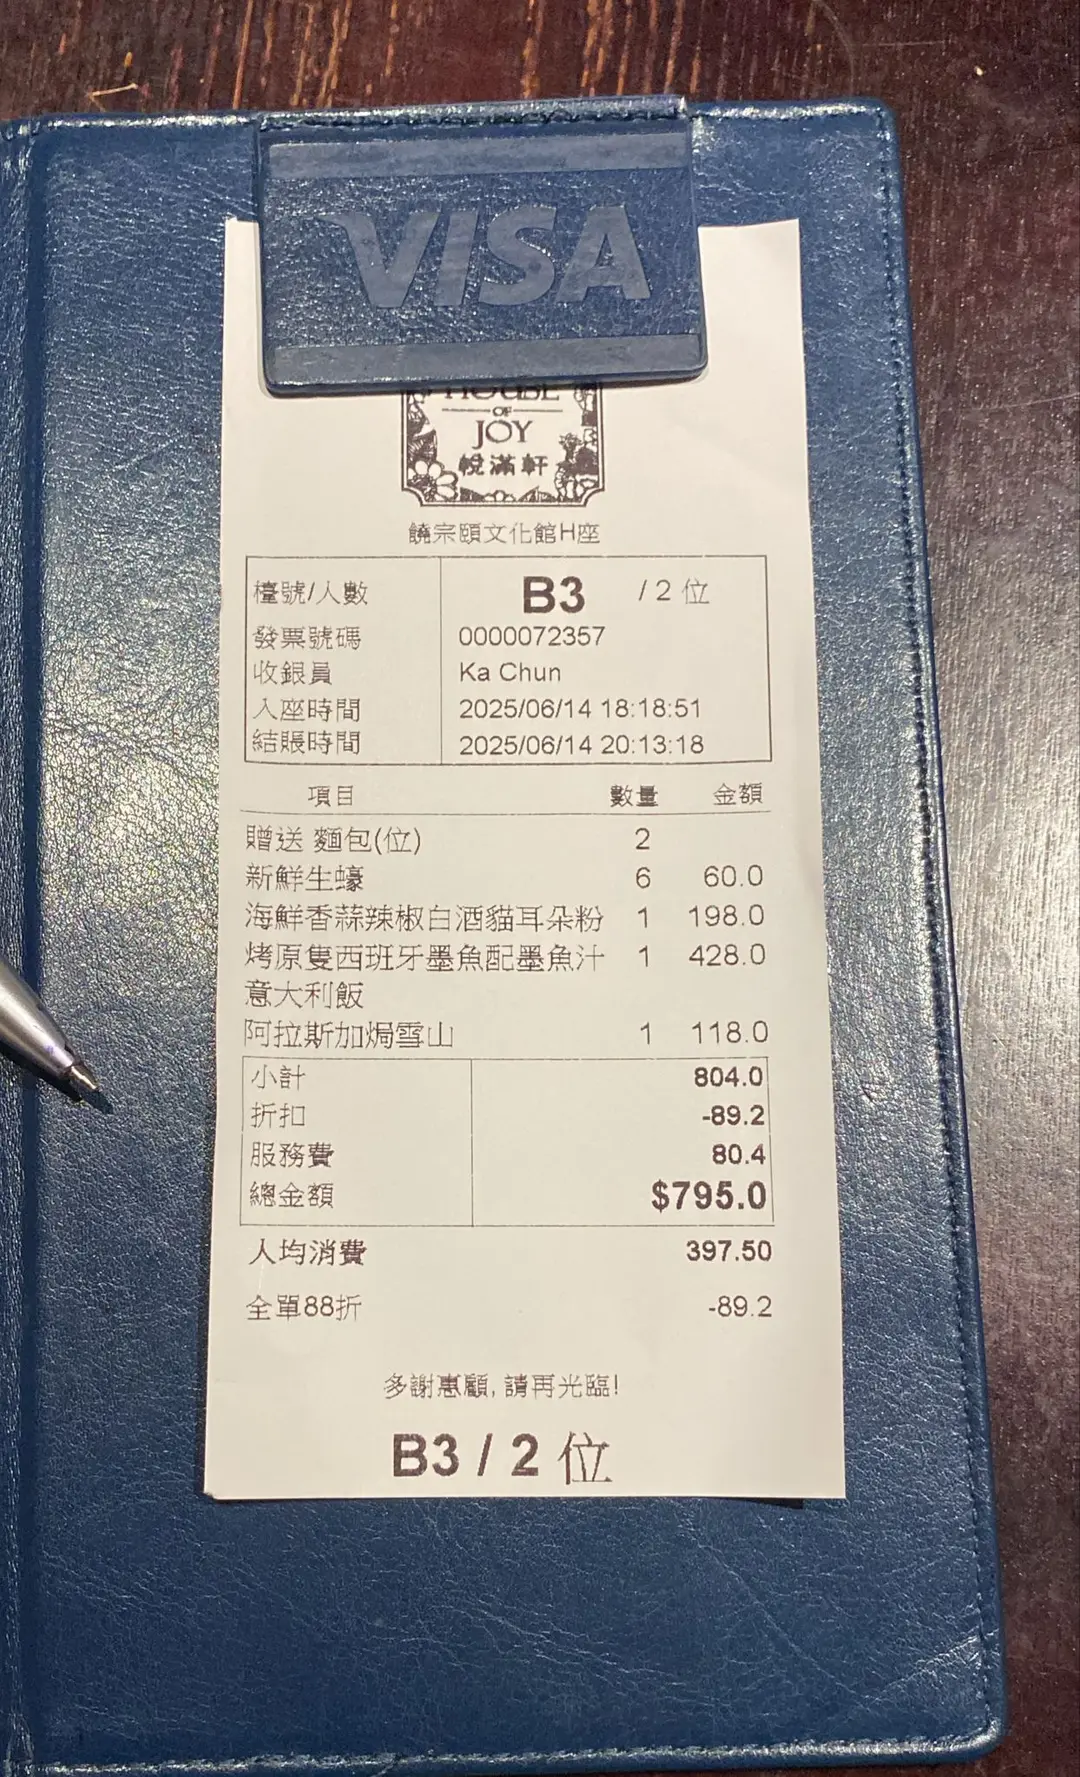 VISA
HOUSE
OF
JOY
悅滿軒
饒宗頤文化館H座
檯號/人數 B3 / 2 位
發票號碼 0000072357
收銀員 Ka Chun
入座時間 2025/06/14 18:18:51
結賬時間 2025/06/14 20:13:18
項目 數量 金額
贈送 麵包(位) 2
新鮮生蠔 6 60.0
海鮮香蒜辣椒白酒貓耳朵粉 1 198.0
烤原隻西班牙墨魚配墨魚汁 1 428.0
意大利飯
阿拉斯加焗雪山 1 118.0
小計 804.0
折扣 -89.2
服務費 80.4
總金額 $795.0
人均消費 397.50
全單88折 -89.2
多謝惠顧, 請再光臨!
B3 / 2 位